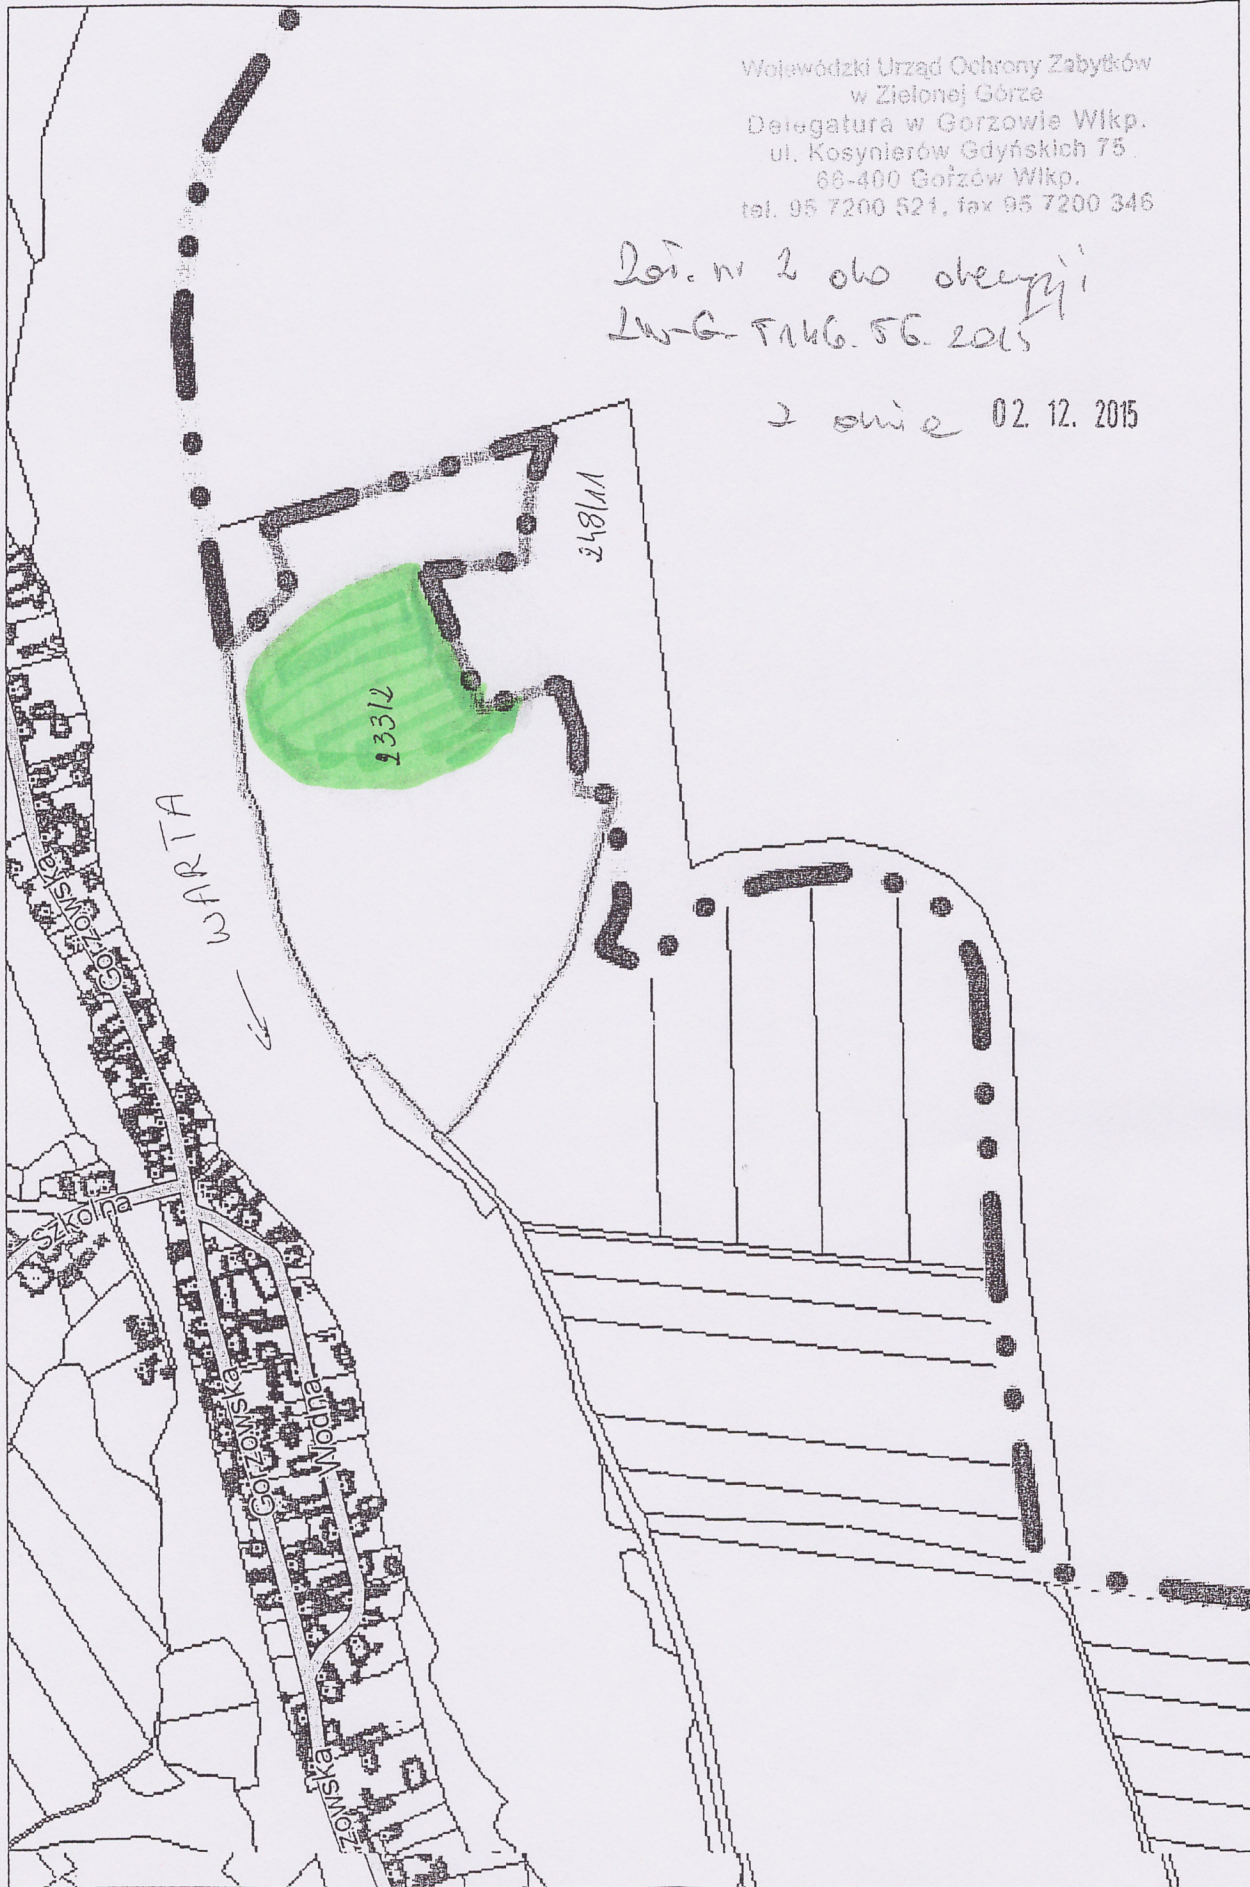 Wojewódzki Urząd Ochrony Zabytków
w Zielonej Górze
Delegatura w Gorzowie Wlkp.
ul. Kosynierów Gdyńskich 75
66-400 Gorzów Wlkp.
tel. 95 7200 521, fax 95 7200 346
Zał. nr 2 do decyzji
5146.56.2015
z dnia 02. 12. 2015
248/11
233/2
← WARTA
Gorzowska
Szkolna
Gorzowska
Wodna
zowska